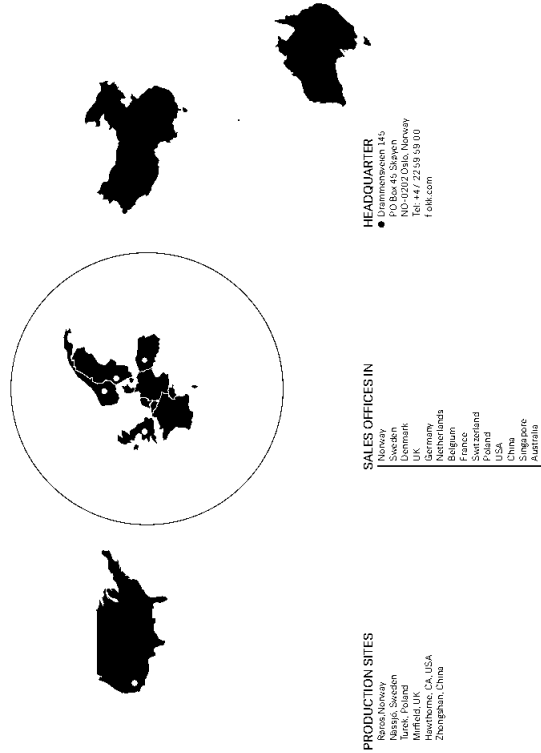 PRODUCTION SITES
Røros, Norway
Nässjö, Sweden
Turek, Poland
Mirfield, UK
Hawthorne, CA, USA
Zhongshan, China
SALES OFFICES IN
Norway
Sweden
Denmark
UK
Germany
Netherlands
Belgium
France
Switzerland
Poland
USA
China
Singapore
Australia
HEADQUARTER
Drammensveien 145
PO Box 45 Skøyen
NO-0202 Oslo, Norway
Tel: +47 22 59 59 00
f okk.com